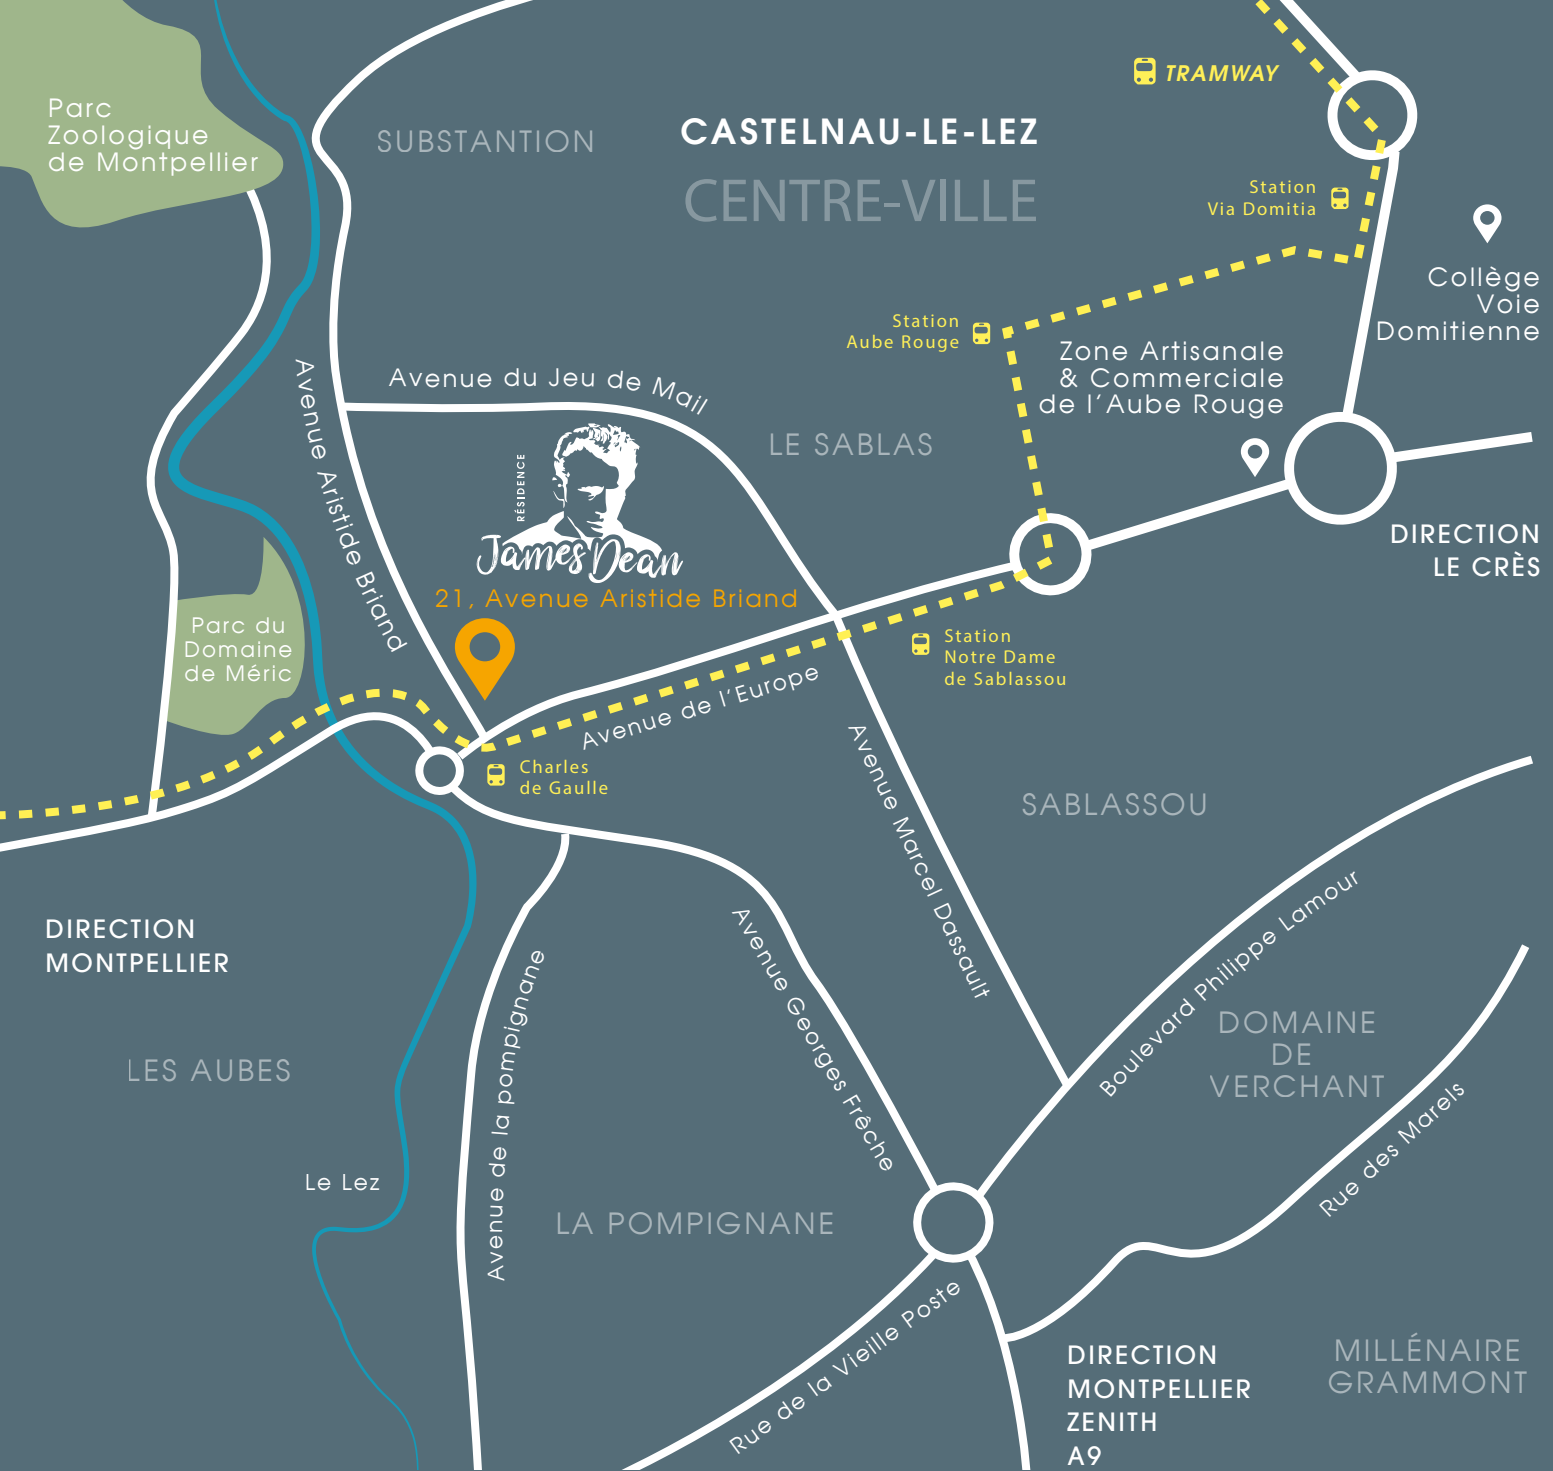 TRAMWAY
Parc
Zoologique
de Montpellier
SUBSTANTION
CASTELNAU-LE-LEZ
CENTRE-VILLE
Station
Via Domitia
Collège
Voie
Domitienne
Station
Aube Rouge
Zone Artisanale
& Commerciale
de l'Aube Rouge
Avenue du Jeu de Mail
Avenue Aristide Briand
LE SABLAS
RÉSIDENCE
James Dean
21, Avenue Aristide Briand
DIRECTION
LE CRÈS
Parc du
Domaine
de Méric
Station
Notre Dame
de Sablassou
Avenue de l'Europe
Charles
de Gaulle
Avenue Marcel Dassault
SABLASSOU
DIRECTION
MONTPELLIER
Avenue de la pompignane
Avenue Georges Frêche
Boulevard Philippe Lamour
DOMAINE
DE
VERCHANT
LES AUBES
Rue des Marels
Le Lez
LA POMPIGNANE
Rue de la Vieille Poste
DIRECTION
MONTPELLIER
ZENITH
A9
MILLÉNAIRE
GRAMMONT